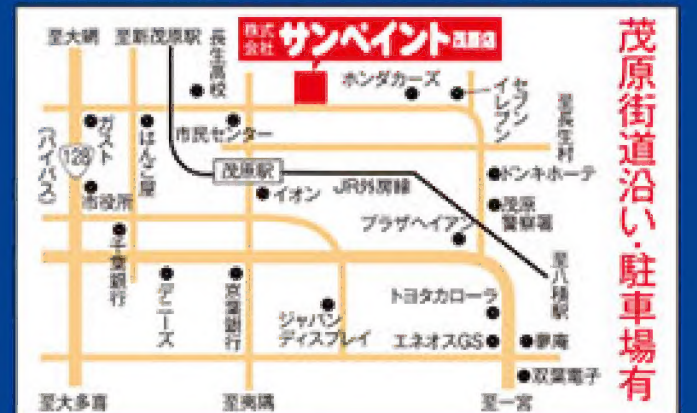 株式会社 サンペイント 茂原店
茂原街道沿い・駐車場有
至大網
至新茂原駅
長生高校
ホンダカーズ
セブンイレブン
至長生村
ガスト
はんこ屋
市民センター
128
(バイパス)
茂原駅
イオン
JR外房線
ドンキホーテ
市役所
茂原警察署
プラザヘイアン
千葉銀行
デニーズ
京葉銀行
ジャパンディスプレイ
トヨタカローラ
至八積駅
エネオスGS
夢庵
双葉電子
至大多喜
至夷隅
至一宮